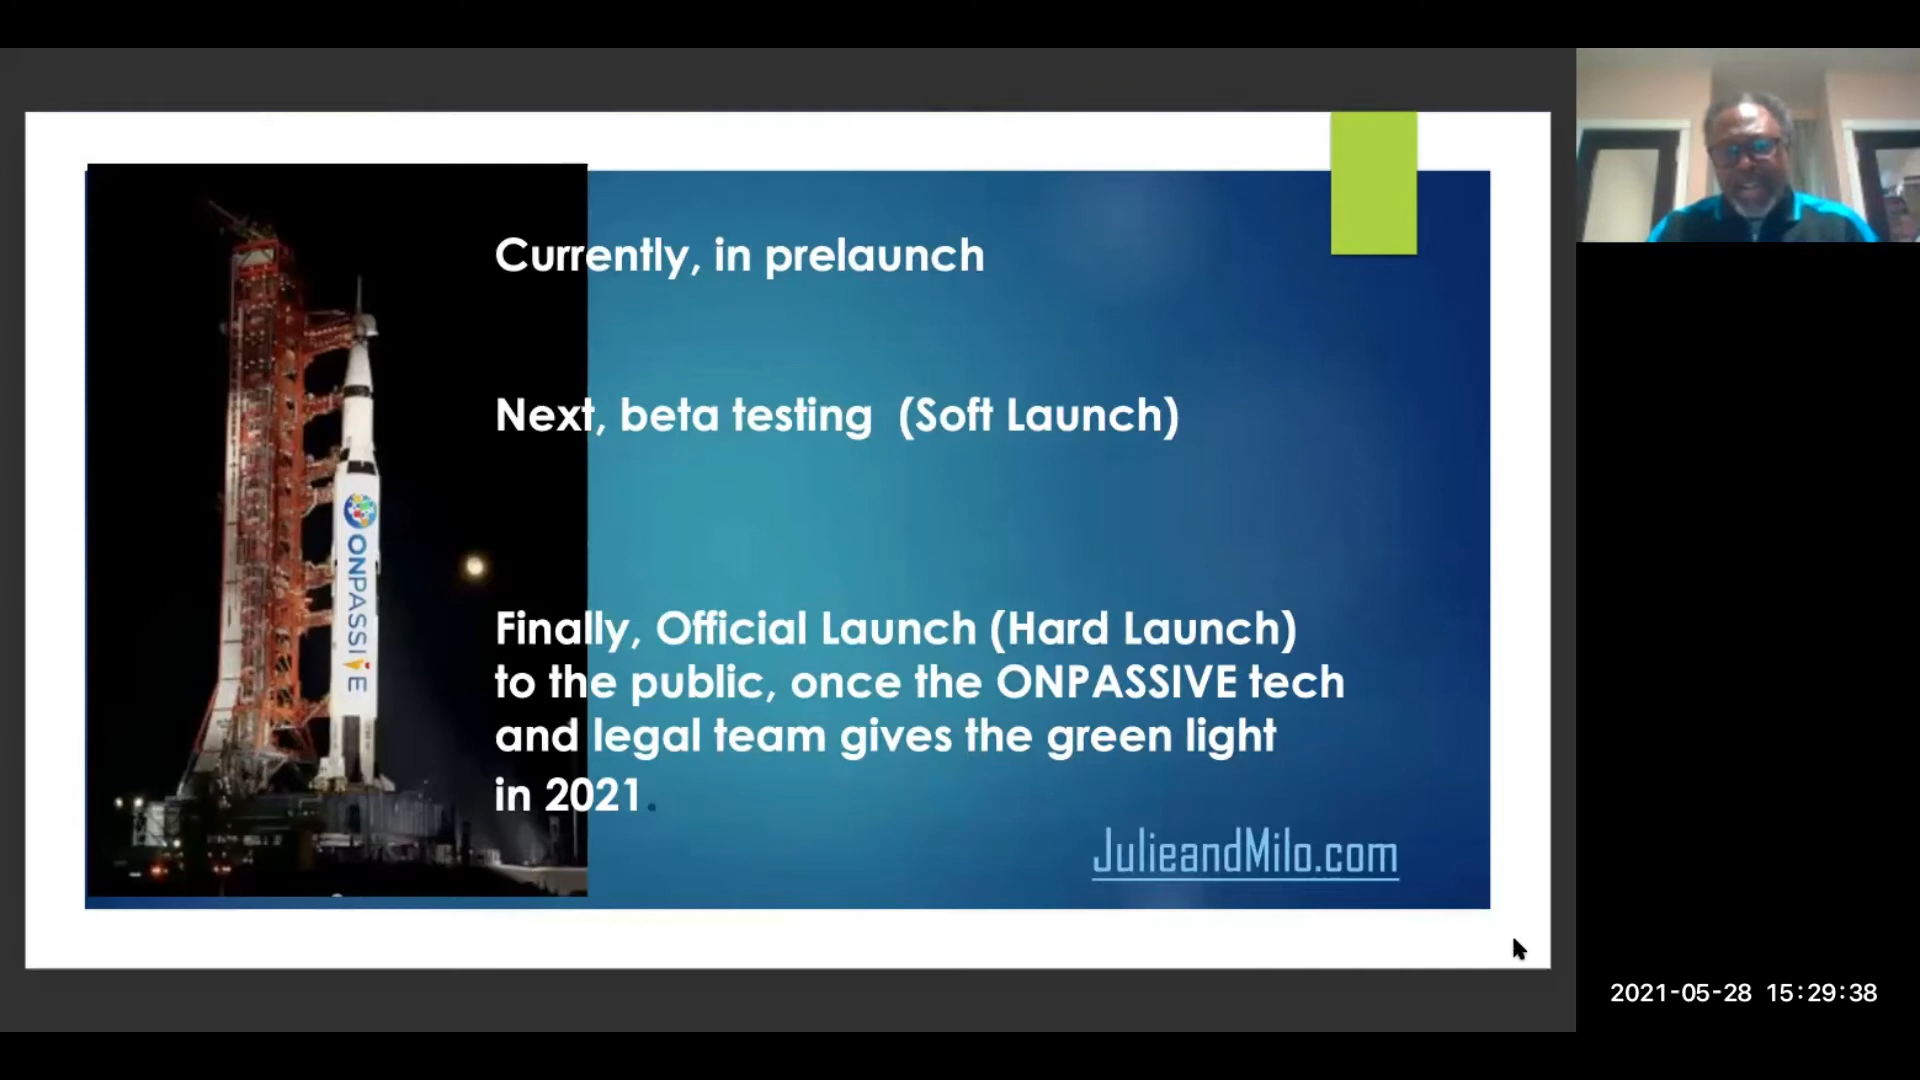 Currently, in prelaunch
Next, beta testing (Soft Launch)
ONPASSIVE
Finally, Official Launch (Hard Launch)
to the public, once the ONPASSIVE tech
and legal team gives the green light
in 2021.
JulieandMilo.com
2021-05-28 15:29:38